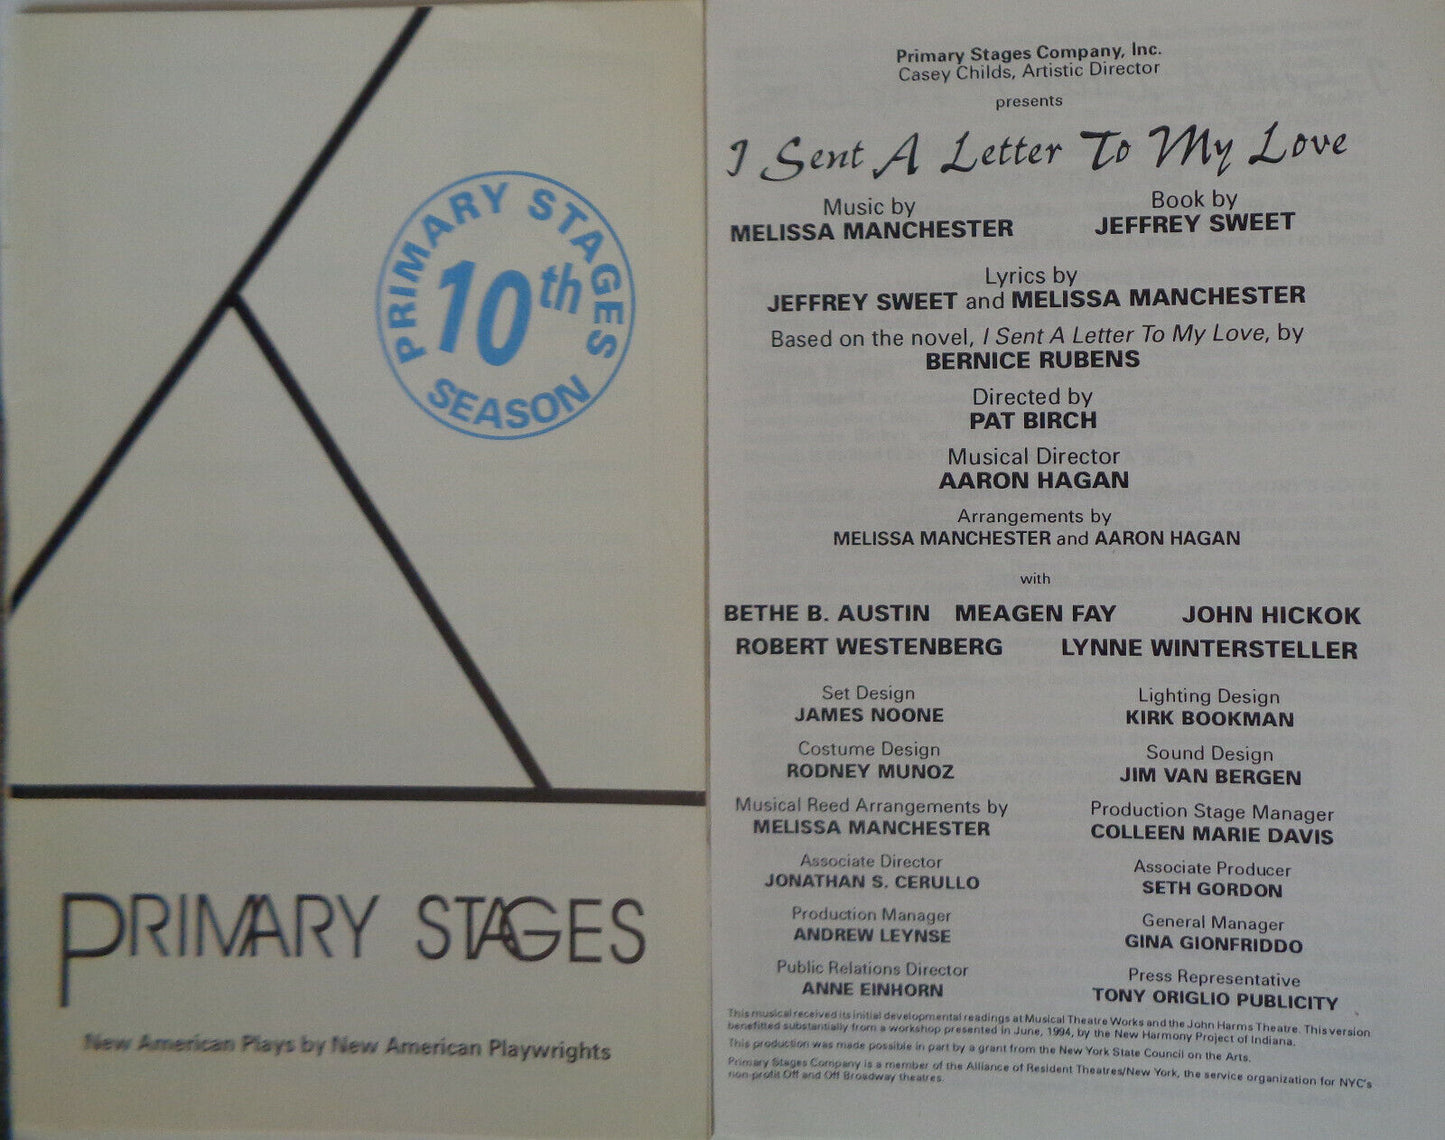 PRIMARY STAGES
10th
SEASON
PRIMARY STAGES
New American Plays by New American Playwrights
Primary Stages Company, Inc.
Casey Childs, Artistic Director
presents
I Sent A Letter To My Love
Music by
MELISSA MANCHESTER
Book by
JEFFREY SWEET
Lyrics by
JEFFREY SWEET and MELISSA MANCHESTER
Based on the novel, I Sent A Letter To My Love, by
BERNICE RUBENS
Directed by
PAT BIRCH
Musical Director
AARON HAGAN
Arrangements by
MELISSA MANCHESTER and AARON HAGAN
with
BETHE B. AUSTIN MEAGEN FAY JOHN HICKOK
ROBERT WESTENBERG LYNNE WINTERSTELLER
Set Design
JAMES NOONE
Lighting Design
KIRK BOOKMAN
Costume Design
RODNEY MUNOZ
Sound Design
JIM VAN BERGEN
Musical Reed Arrangements by
MELISSA MANCHESTER
Production Stage Manager
COLLEEN MARIE DAVIS
Associate Director
JONATHAN S. CERULLO
Associate Producer
SETH GORDON
Production Manager
ANDREW LEYNSE
General Manager
GINA GIONFRIDDO
Public Relations Director
ANNE EINHORN
Press Representative
TONY ORIGLIO PUBLICITY
This musical received its initial developmental readings at Musical Theatre Works and the John Harms Theatre. This version
benefitted substantially from a workshop presented in June, 1994, by the New Harmony Project of Indiana.
This production was made possible in part by a grant from the New York State Council on the Arts.
Primary Stages Company is a member of the Alliance of Resident Theatres/New York, the service organization for NYC's
non-profit Off and Off Broadway theatres.